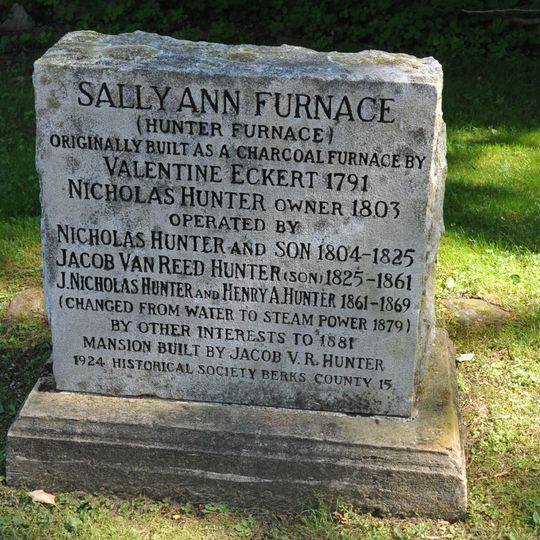 SALLY ANN FURNACE
(HUNTER FURNACE)
ORIGINALLY BUILT AS A CHARCOAL FURNACE BY
VALENTINE ECKERT 1791
NICHOLAS HUNTER OWNER 1803
OPERATED BY
NICHOLAS HUNTER AND SON 1804-1825
JACOB VAN REED HUNTER (SON) 1825-1861
J. NICHOLAS HUNTER AND HENRY A. HUNTER 1861-1869
(CHANGED FROM WATER TO STEAM POWER 1879)
BY OTHER INTERESTS TO 1881
MANSION BUILT BY JACOB V. R. HUNTER
1924 HISTORICAL SOCIETY BERKS COUNTY 15